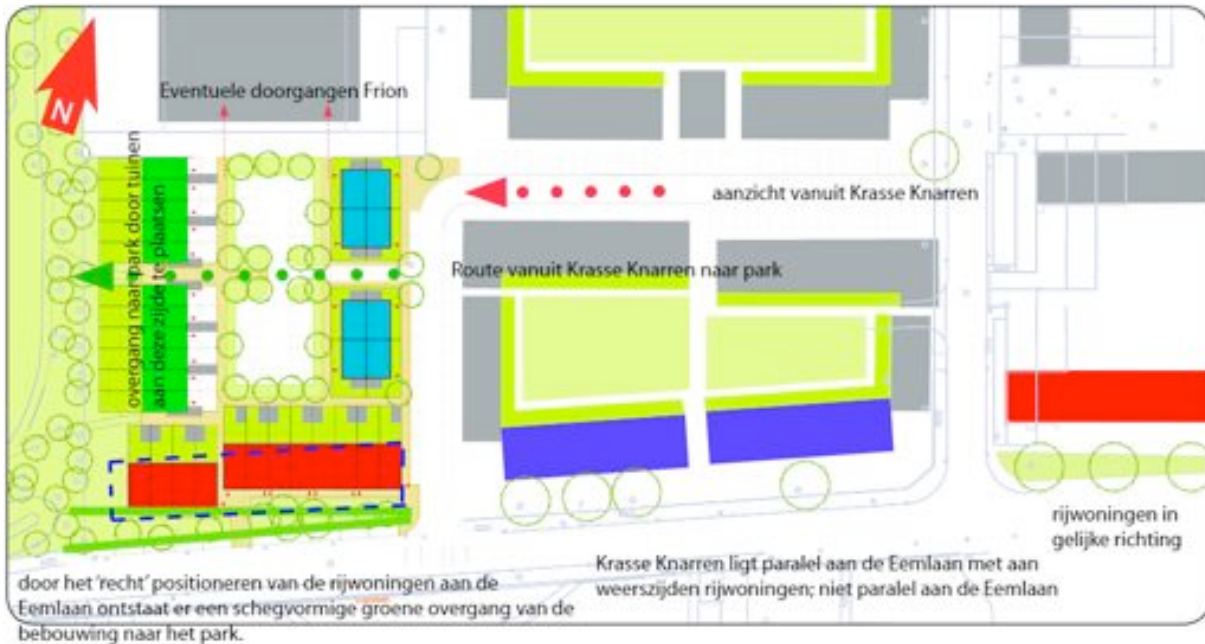 N
Eventuele doorgangen Frion
overgang naar park door tuinen
aan deze zijde te plaatsen
aanzicht vanuit Krasse Knarren
Route vanuit Krasse Knarren naar park
rijwoningen in
gelijke richting
Krasse Knarren ligt paralel aan de Eemlaan met aan
weerszijden rijwoningen; niet paralel aan de Eemlaan
door het 'recht' positioneren van de rijwoningen aan de
Eemlaan ontstaat er een schegvormige groene overgang van de
bebouwing naar het park.